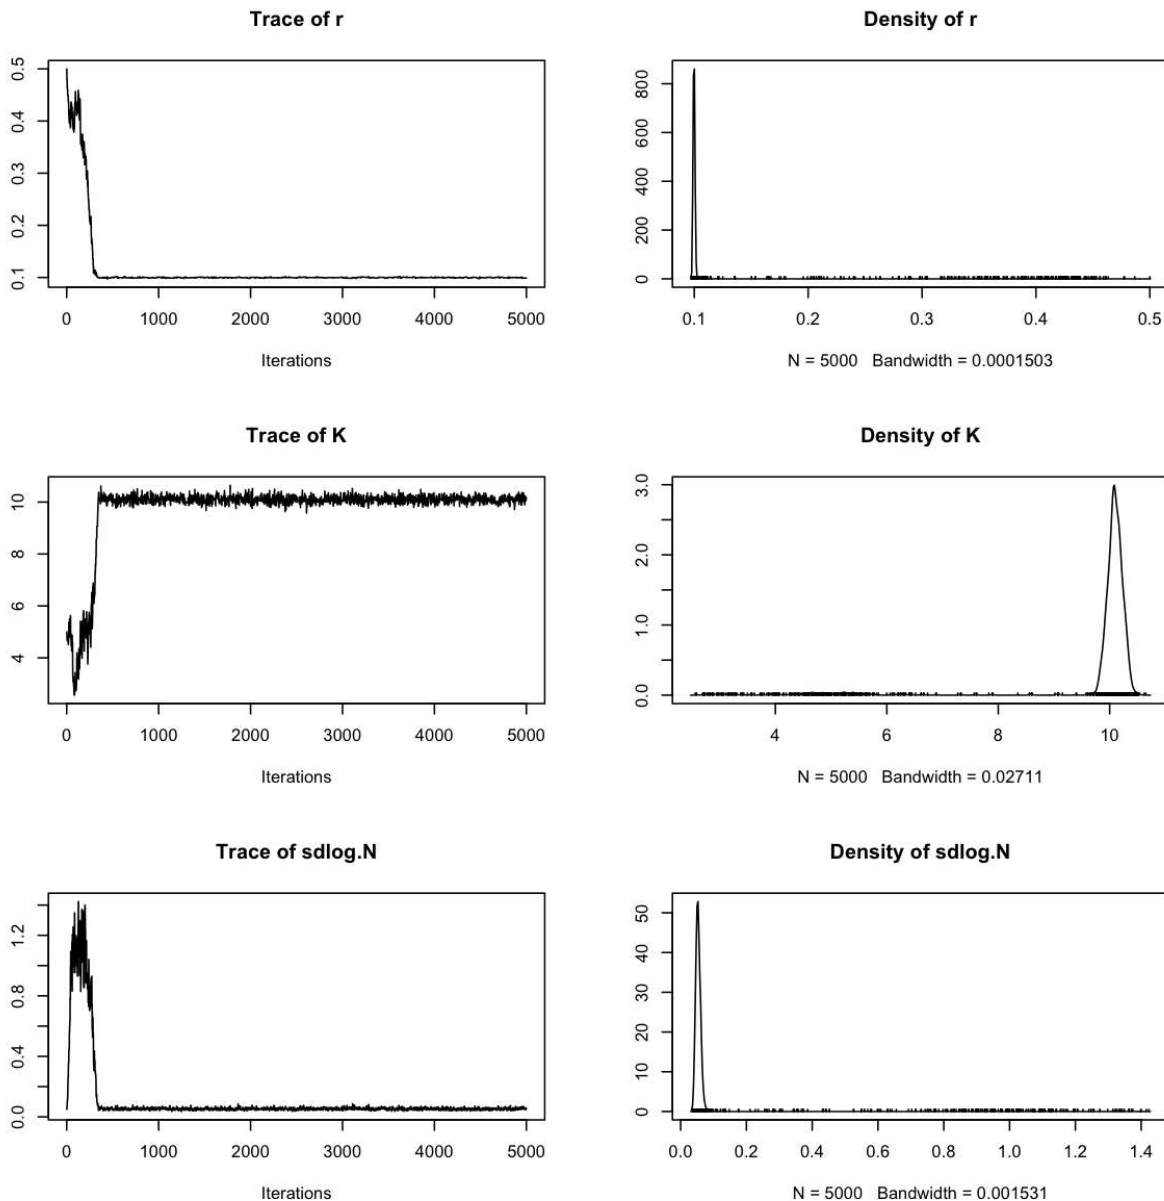 Trace of r
0.5
0.4
0.3
0.2
0.1
0 1000 2000 3000 4000 5000
Iterations
Density of r
800
600
400
200
0
0.1 0.2 0.3 0.4 0.5
N = 5000 Bandwidth = 0.0001503
Trace of K
10
8
6
4
0 1000 2000 3000 4000 5000
Iterations
Density of K
3.0
2.0
1.0
0.0
4 6 8 10
N = 5000 Bandwidth = 0.02711
Trace of sdlog.N
1.2
0.8
0.4
0.0
0 1000 2000 3000 4000 5000
Iterations
Density of sdlog.N
50
40
30
20
10
0
0.0 0.2 0.4 0.6 0.8 1.0 1.2 1.4
N = 5000 Bandwidth = 0.001531